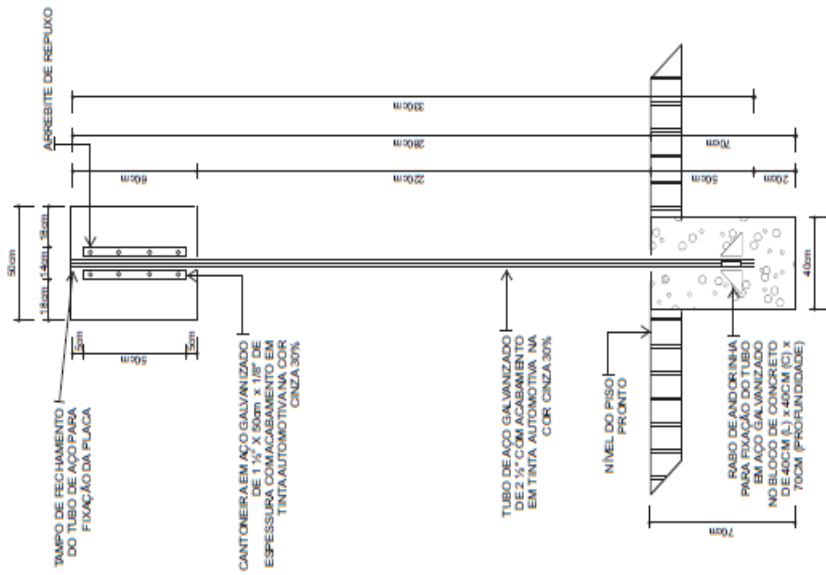 ARREBITE DE REPUXO
50cm
18cm
14cm
18cm
60cm
220cm
50cm
20cm
280cm
70cm
330cm
5cm
50cm
5cm
TAMPO DE FECHAMENTO
DO TUBO DE AÇO PARA
FIXAÇÃO DA PLACA
CANTONEIRA EM AÇO GALVANIZADO
DE 1 ½" X 50cm x 1/8" DE
ESPESSURA COM ACABAMENTO EM
TINTA AUTOMOTIVA NA COR
CINZA 30%
TUBO DE AÇO GALVANIZADO
DE 2 ½" COM ACABAMENTO
EM TINTA AUTOMOTIVA NA
COR CINZA 30%
NÍVEL DO PISO
PRONTO
RABO DE ANDORINHA
PARA FIXAÇÃO DO TUBO
EM AÇO GALVANIZADO
NO BLOCO DE CONCRETO
DE 40CM (L) x 40CM (C) x
70CM (PROFUNDIDADE)
40cm
70cm